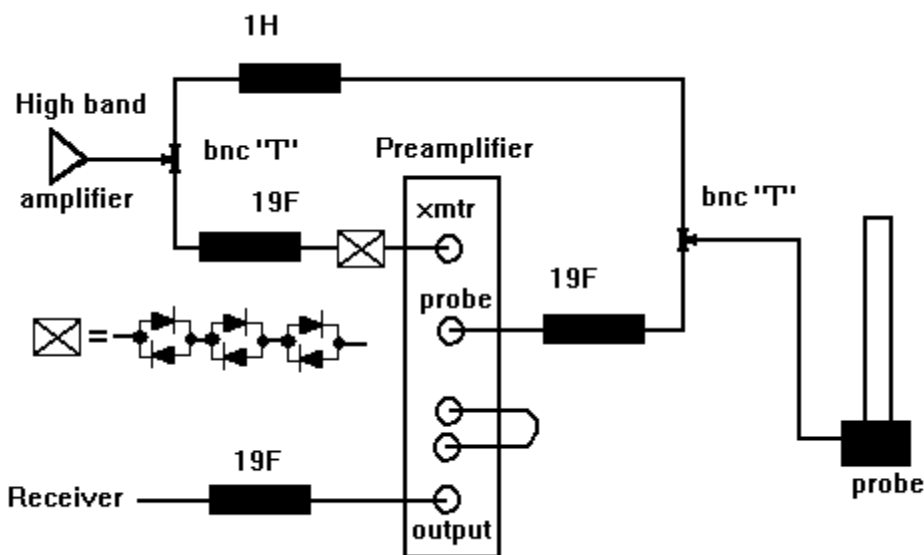 1H
High band
amplifier
bnc "T"
Preamplifier
19F
xmtr
bnc "T"
probe
19F
=
19F
Receiver
output
probe